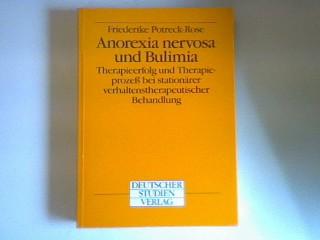 Friederike Potreck-Rose
Anorexia nervosa
und Bulimia
Therapieerfolg und Therapie-
prozeß bei stationärer
verhaltenstherapeutischer
Behandlung
DEUTSCHER
STUDIEN
VERLAG